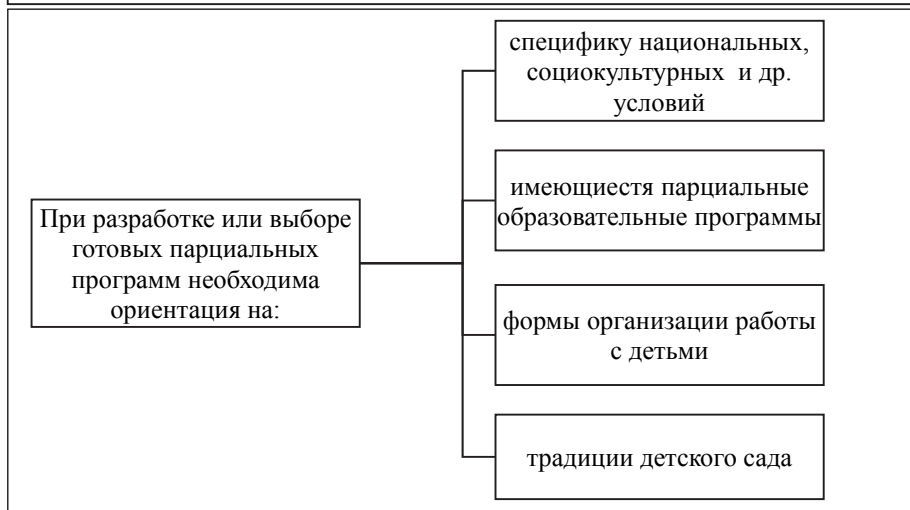 При разработке или выборе
готовых парциальных
программ необходима
ориентация на:
специфику национальных,
социокультурных и др.
условий
имеющиестя парциальные
образовательные программы
формы организации работы
с детьми
традиции детского сада